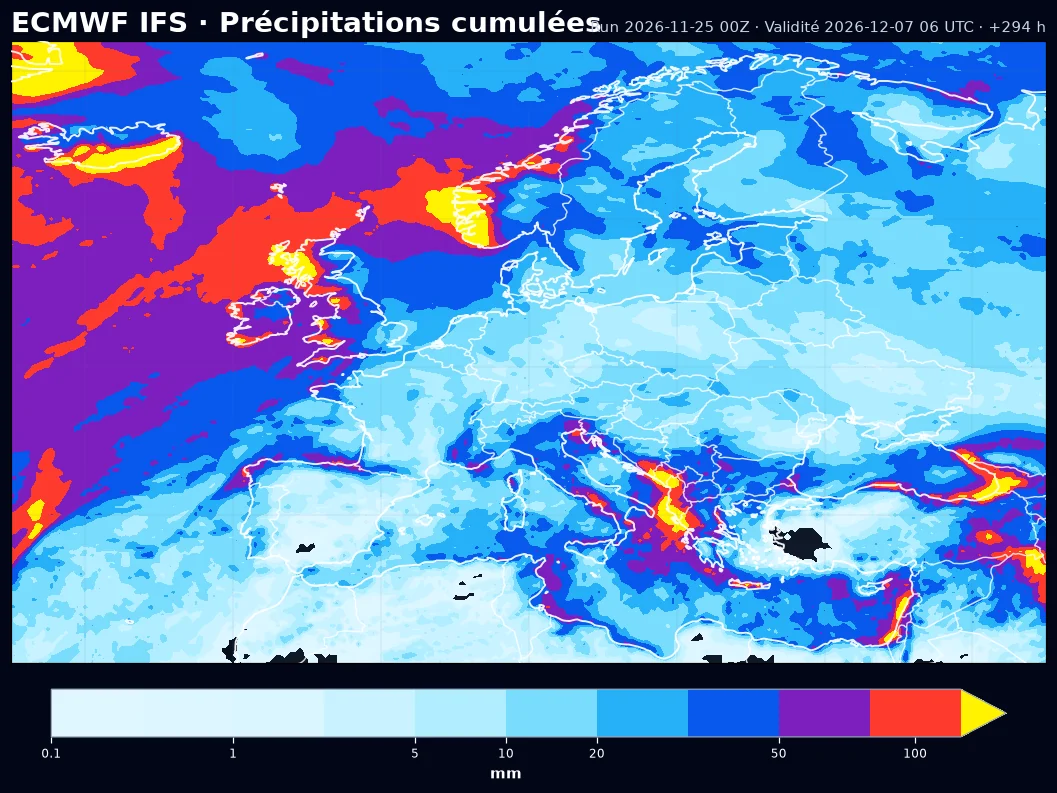 ECMWF IFS · Précipitations cumulées
Run 2026-11-25 00Z · Validité 2026-12-07 06 UTC · +294 h
0.1 1 5 10 20 50 100
mm